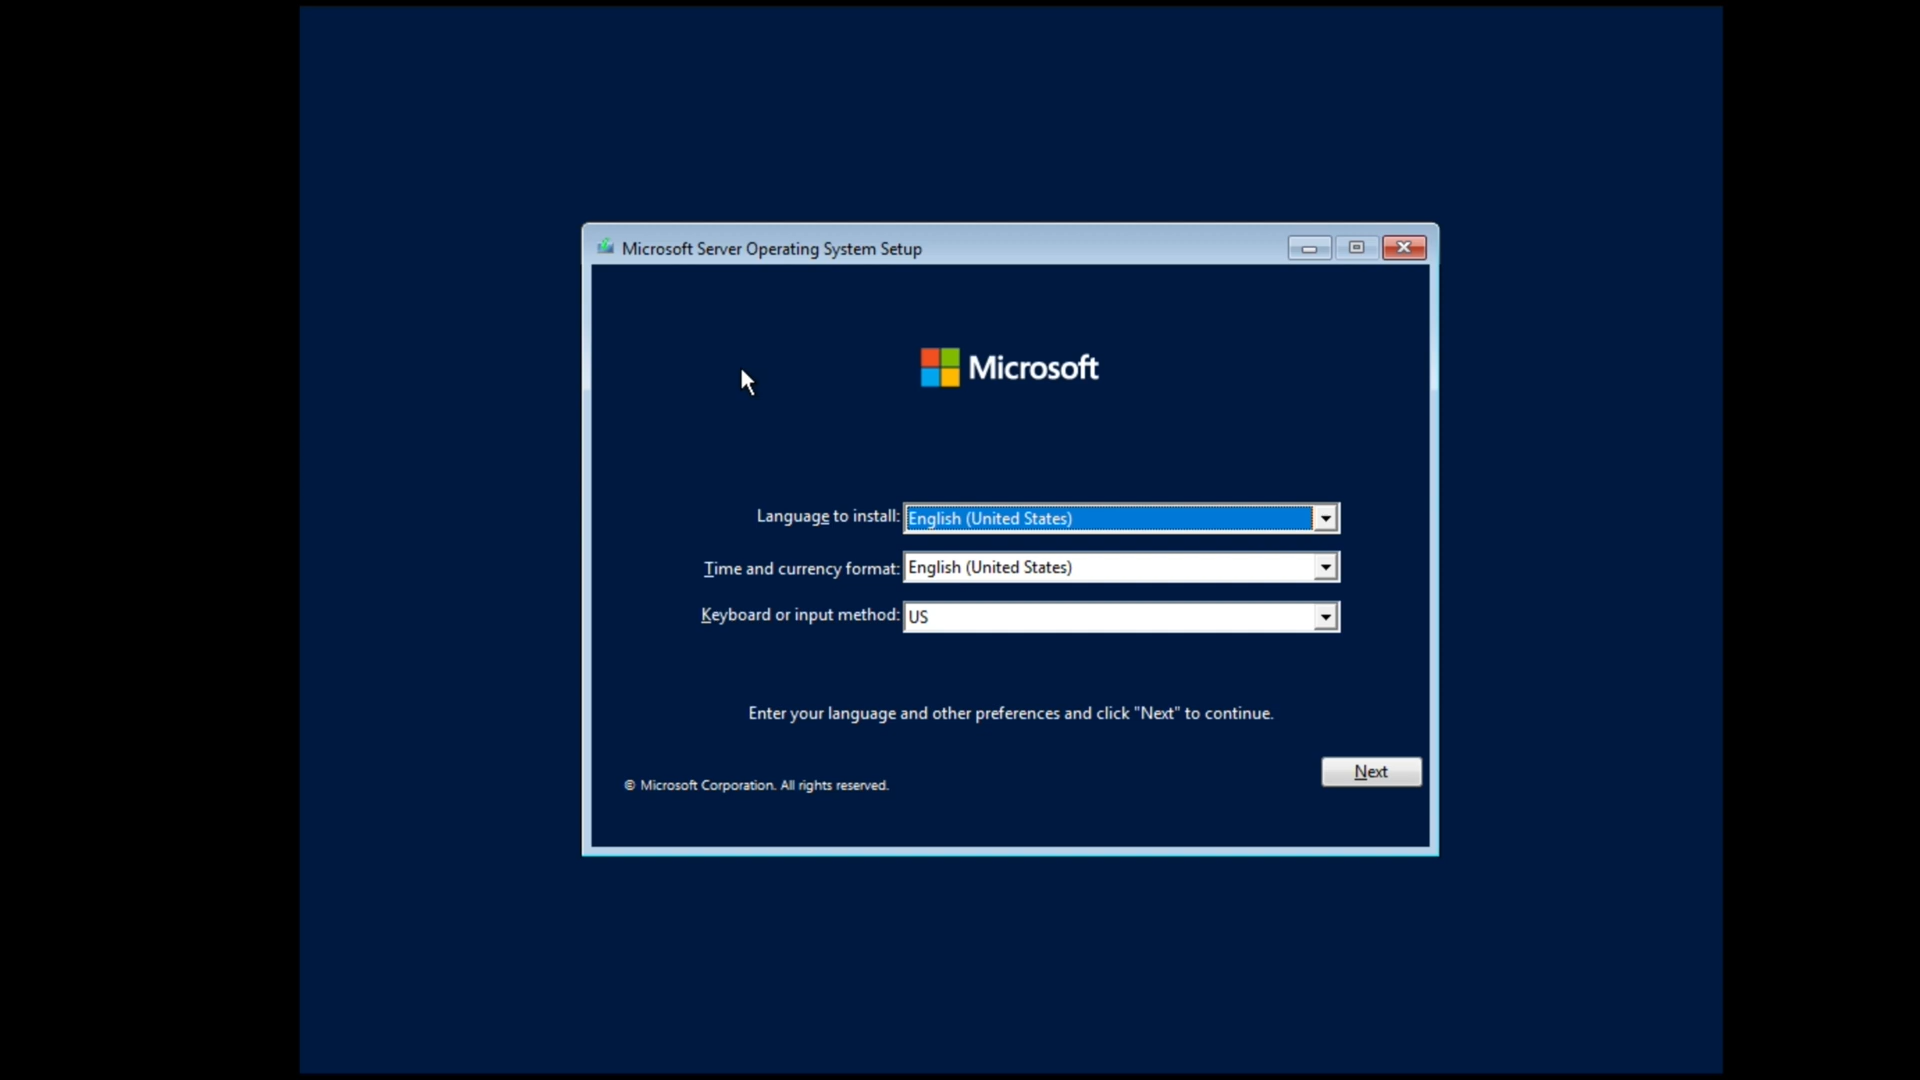 Microsoft Server Operating System Setup
Microsoft
Language to install: English (United States)
Time and currency format: English (United States)
Keyboard or input method: US
Enter your language and other preferences and click "Next" to continue.
Next
© Microsoft Corporation. All rights reserved.